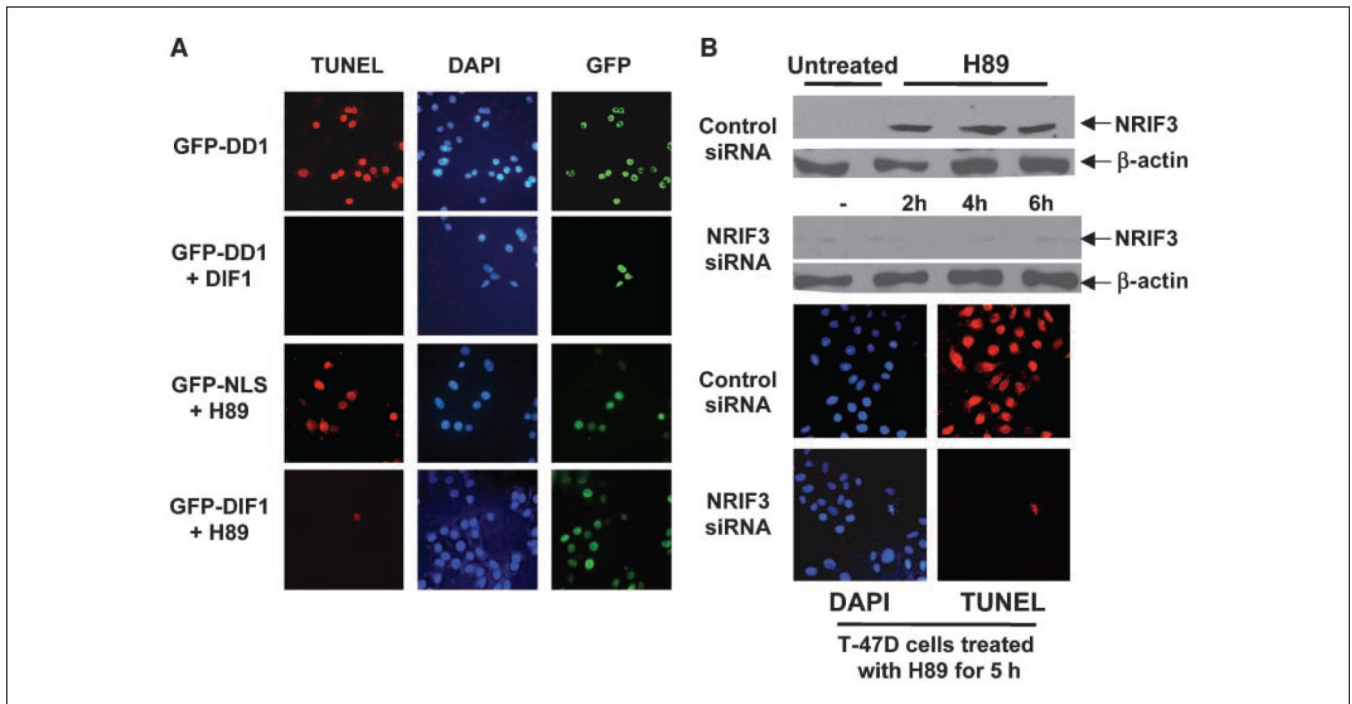 A
TUNEL DAPI GFP
GFP-DD1
GFP-DD1
+ DIF1
GFP-NLS
+ H89
GFP-DIF1
+ H89
B
Untreated H89
Control
siRNA
NRIF3
β-actin
- 2h 4h 6h
NRIF3
siRNA
NRIF3
β-actin
Control
siRNA
NRIF3
siRNA
DAPI TUNEL
T-47D cells treated
with H89 for 5 h